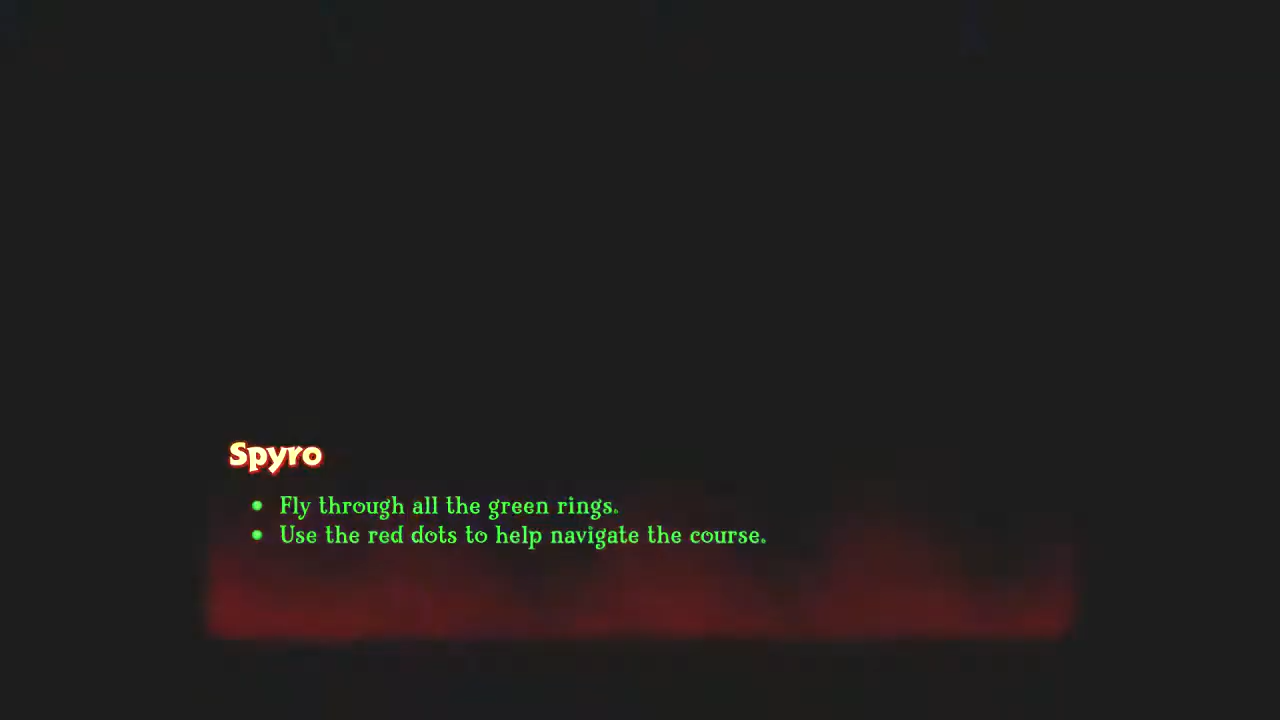 Spyro
• Fly through all the green rings.
• Use the red dots to help navigate the course.